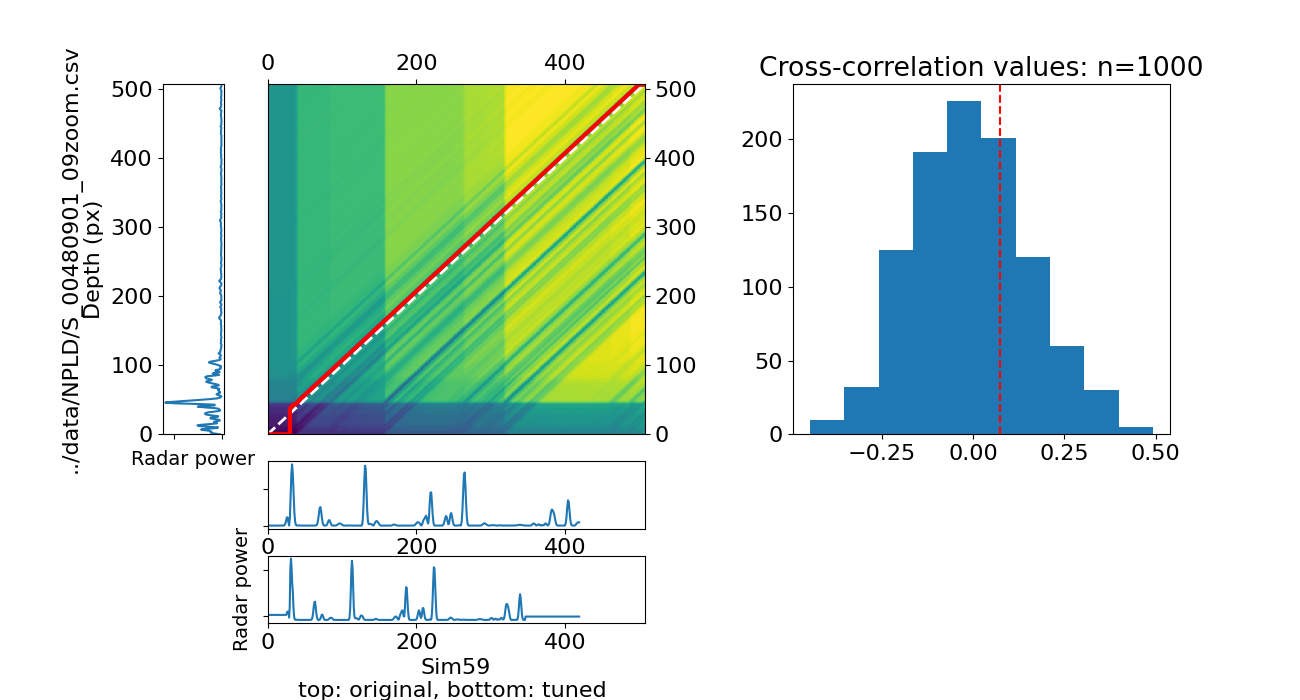 Cross-correlation values: n=1000
0 200 400
500
400
300
200
100
0
500
400
300
200
100
0
200
150
100
50
0
−0.25 0.00 0.25 0.50
../data/NPLD/S_00480901_09zoom.csv
Depth (px)
Radar power
0 200 400
Radar power
0 200 400
Sim59
top: original, bottom: tuned